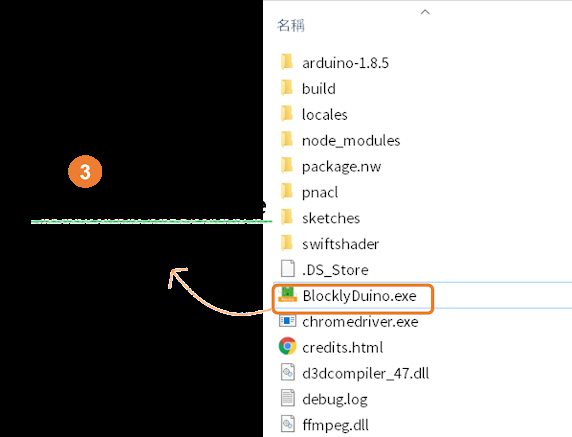 名稱
arduino-1.8.5
build
locales
node_modules
package.nw
pnacl
3
sketches
swiftshader
.DS_Store
BlocklyDuino.exe
chromedriver.exe
credits.html
d3dcompiler_47.dll
debug.log
ffmpeg.dll